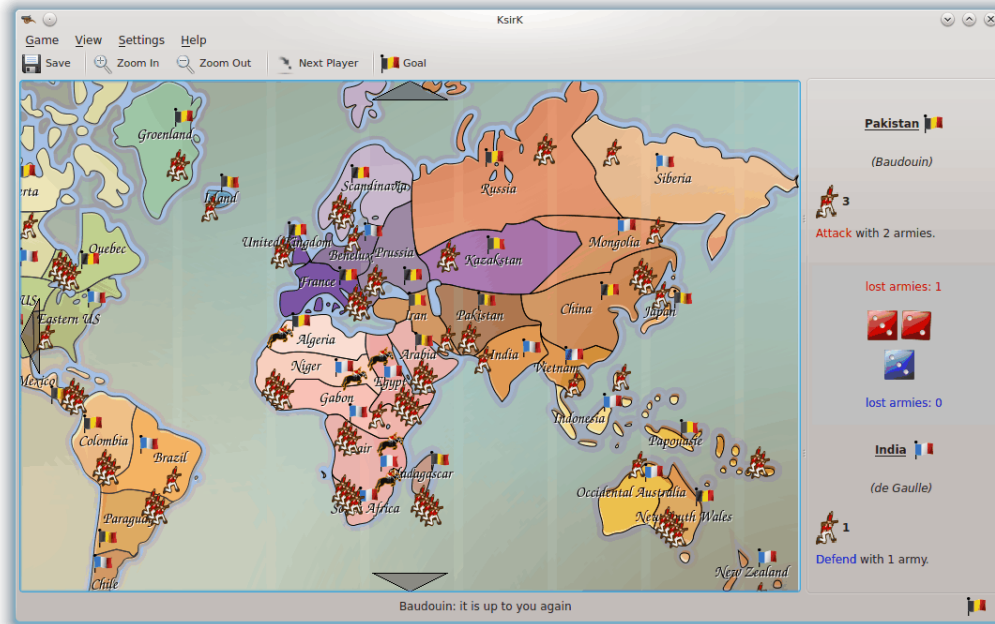 KsirK
Game View Settings Help
Save Zoom In Zoom Out Next Player Goal
Groenland
Island
Scandinavia
Russia
Siberia
Quebec
United Kingdom
Benelux
Prussia
Kazakstan
Mongolia
France
US
Eastern US
Iran
Pakistan
China
Japan
Algeria
Arabia
India
Vietnam
Niger
Egypt
Mexico
Gabon
Indonesia
Colombia
Brazil
Papouasie
Madagascar
Occidental Australia
South Africa
New South Wales
Paraguay
Chile
New Zealand
Pakistan
(Baudouin)
3
Attack with 2 armies.
lost armies: 1
lost armies: 0
India
(de Gaulle)
1
Defend with 1 army.
Baudouin: it is up to you again